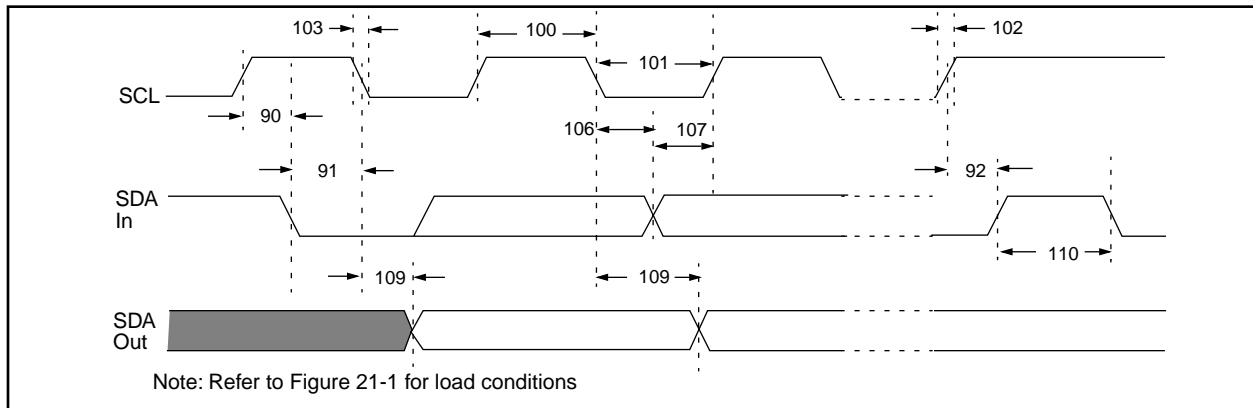 103
100
102
101
SCL
90
106
107
91
92
SDA
In
109
109
110
SDA
Out
Note: Refer to Figure 21-1 for load conditions